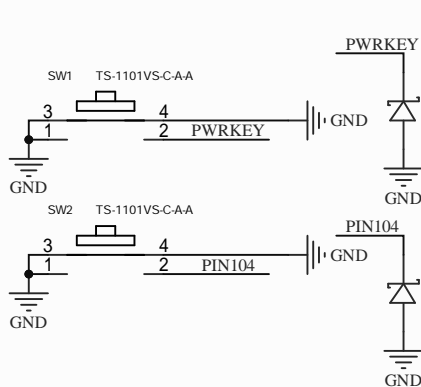 PWRKEY
SW1 TS-1101VS-C-A-A
3 4
1 2 PWRKEY
GND
GND
GND
SW2 TS-1101VS-C-A-A
PIN104
3 4
GND
1 2 PIN104
GND
GND